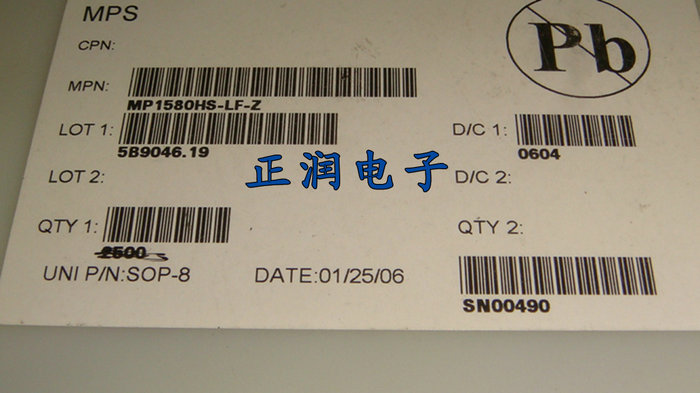 MPS
Pb
CPN:
MPN:
MP1580HS-LF-Z
LOT 1:
5B9046.19
D/C 1:
0604
正润电子
LOT 2:
D/C 2:
QTY 1:
2500
QTY 2:
UNI P/N:SOP-8
DATE:01/25/06
SN00490